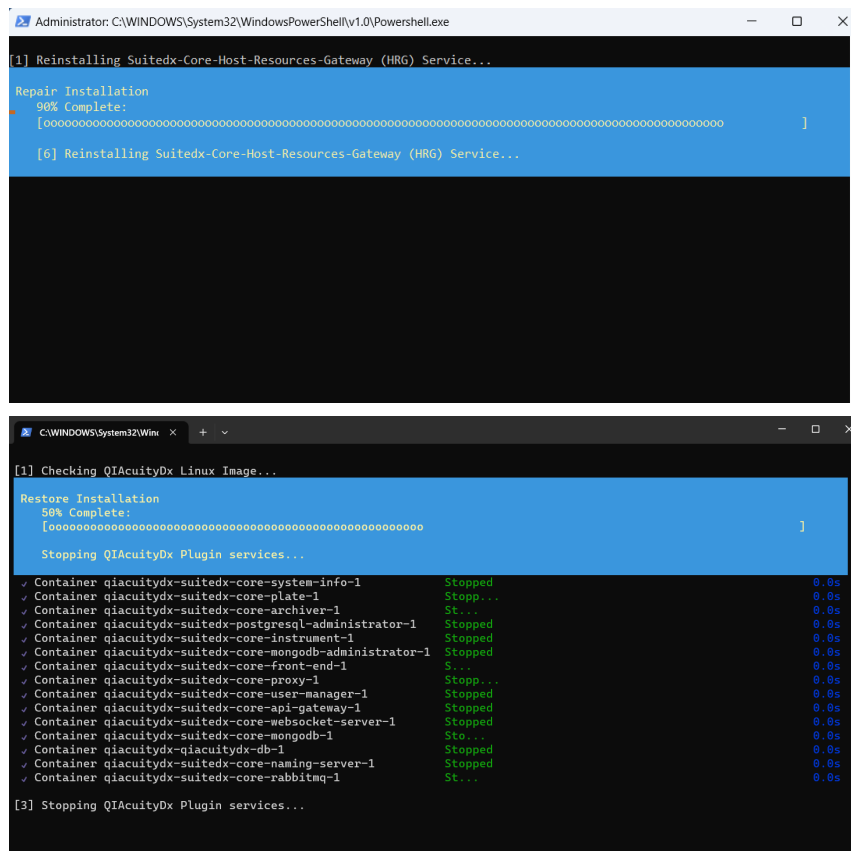 Administrator: C:\WINDOWS\System32\WindowsPowerShell\v1.0\Powershell.exe
[1] Reinstalling Suitedx-Core-Host-Resources-Gateway (HRG) Service...
Repair Installation
90% Complete:
[ooooooooooooooooooooooooooooooooooooooooooooooooooooooooooooooooooooooooooooooooooooooooooooooooo ]
[6] Reinstalling Suitedx-Core-Host-Resources-Gateway (HRG) Service...
C:\WINDOWS\System32\Wind
[1] Checking QIAcuityDx Linux Image...
Restore Installation
50% Complete:
[oooooooooooooooooooooooooooooooooooooooooooooooooooooo ]
Stopping QIAcuityDx Plugin services...
✓ Container qiacuitydx-suitedx-core-system-info-1 Stopped 0.0s
✓ Container qiacuitydx-suitedx-core-plate-1 Stopp... 0.0s
✓ Container qiacuitydx-suitedx-core-archiver-1 St... 0.0s
✓ Container qiacuitydx-suitedx-postgresql-administrator-1 Stopped 0.0s
✓ Container qiacuitydx-suitedx-core-instrument-1 Stopped 0.0s
✓ Container qiacuitydx-suitedx-core-mongodb-administrator-1 Stopped 0.0s
✓ Container qiacuitydx-suitedx-core-front-end-1 S... 0.0s
✓ Container qiacuitydx-suitedx-core-proxy-1 Stopp... 0.0s
✓ Container qiacuitydx-suitedx-core-user-manager-1 Stopped 0.0s
✓ Container qiacuitydx-suitedx-core-api-gateway-1 Stopped 0.0s
✓ Container qiacuitydx-suitedx-core-websocket-server-1 Stopped 0.0s
✓ Container qiacuitydx-suitedx-core-mongodb-1 Sto... 0.0s
✓ Container qiacuitydx-qiacuitydx-db-1 Stopped 0.0s
✓ Container qiacuitydx-suitedx-core-naming-server-1 Stopped 0.0s
✓ Container qiacuitydx-suitedx-core-rabbitmq-1 St... 0.0s
[3] Stopping QIAcuityDx Plugin services...